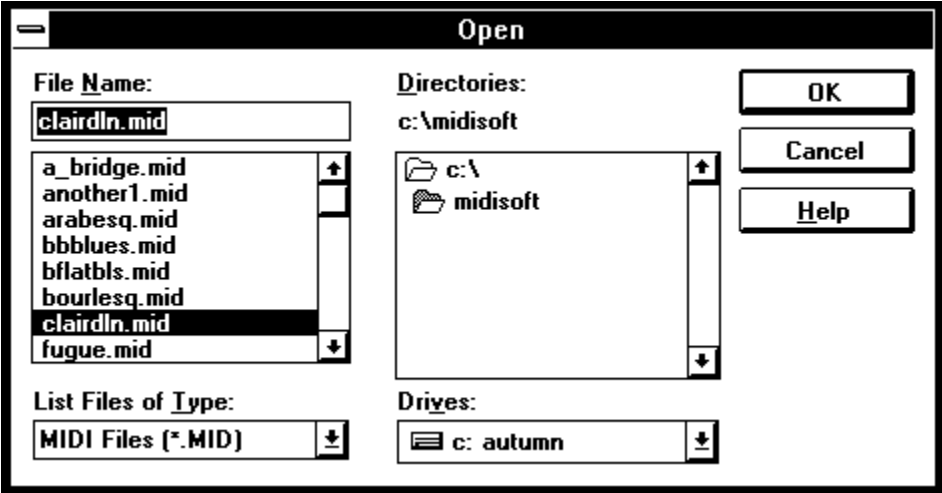 Open
File Name:
clairdln.mid
a_bridge.mid
another1.mid
arabesq.mid
bbblues.mid
bflatbls.mid
bourlesq.mid
clairdln.mid
fugue.mid
List Files of Type:
MIDI Files (*.MID)
Directories:
c:\midisoft
c:\
midisoft
Drives:
c: autumn
OK
Cancel
Help